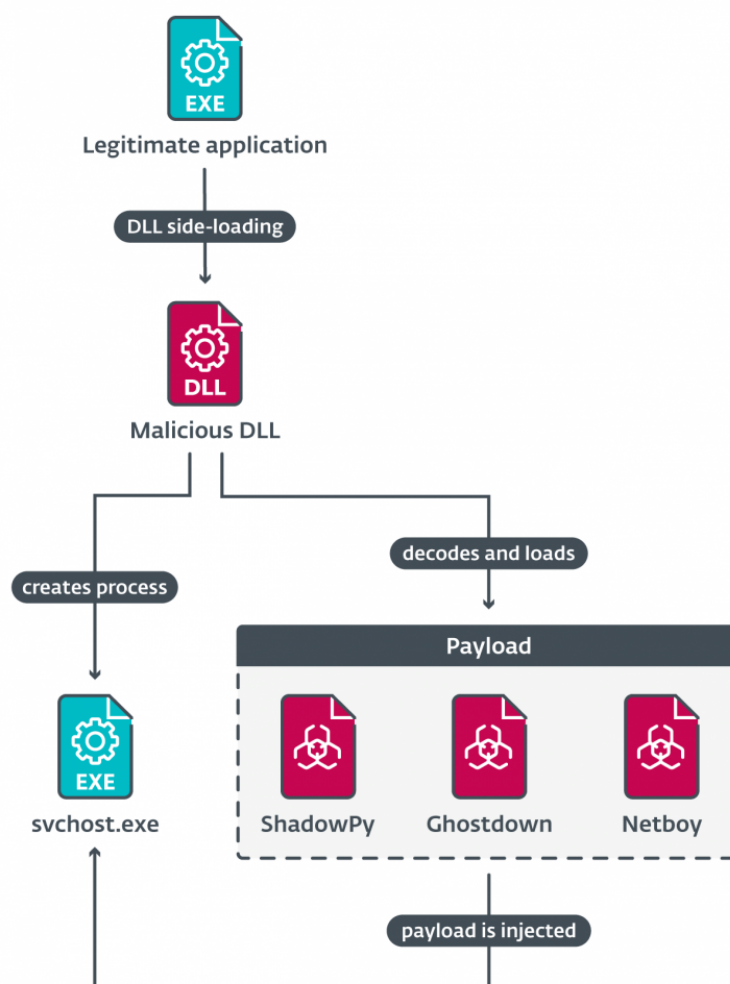 EXE
Legitimate application
DLL side-loading
DLL
Malicious DLL
decodes and loads
creates process
Payload
EXE
svchost.exe
ShadowPy
Ghostdown
Netboy
payload is injected